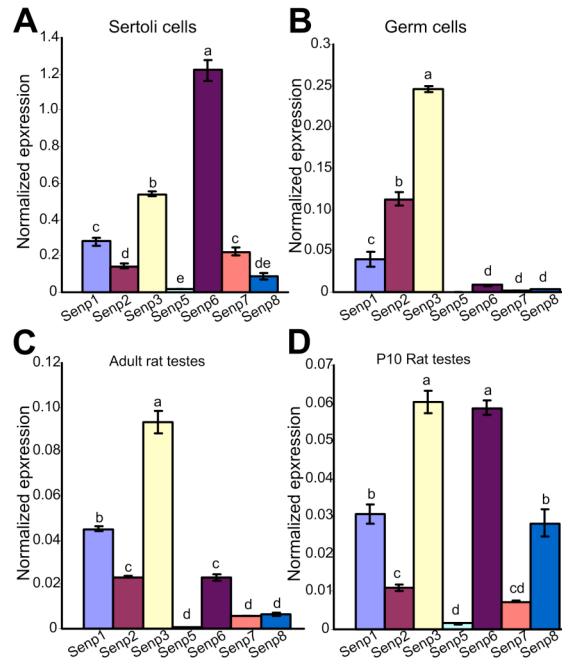 A
Sertoli cells
Normalized epxression
1.4
1.2
1.0
0.8
0.6
0.4
0.2
0
c
d
b
e
a
c
de
Senp1 Senp2 Senp3 Senp5 Senp6 Senp7 Senp8
B
Germ cells
Normalized epxression
0.3
0.25
0.20
0.15
0.10
0.05
0
c
b
a
d
d
d
Senp1 Senp2 Senp3 Senp5 Senp6 Senp7 Senp8
C
Adult rat testes
Normalized epxression
0.12
0.10
0.08
0.06
0.04
0.02
0
b
c
a
d
c
d
d
Senp1 Senp2 Senp3 Senp5 Senp6 Senp7 Senp8
D
P10 Rat testes
Normalized epxression
0.07
0.06
0.05
0.04
0.03
0.02
0.01
0
b
c
a
d
a
cd
b
Senp1 Senp2 Senp3 Senp5 Senp6 Senp7 Senp8